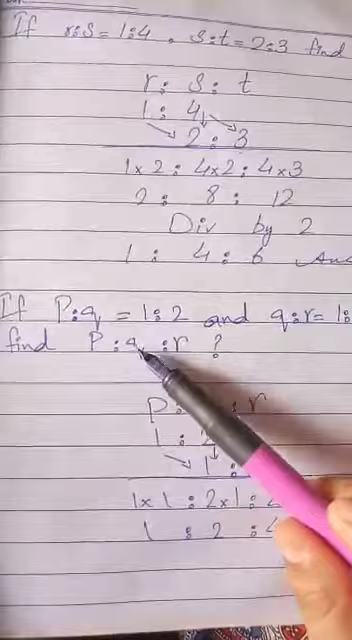 If r:s = 1:4 , s:t = 2:3 find
r : s : t
1 : 4
2 : 3
1×2 : 4×2 : 4×3
2 : 8 : 12
Div by 2
1 : 4 : 6 Ans
If P:q = 1:2 and q:r = 1:
find P:q :r ?
P : r
1 : 2
1 :
1×1 : 2×1 : 2
1 : 2 : 4